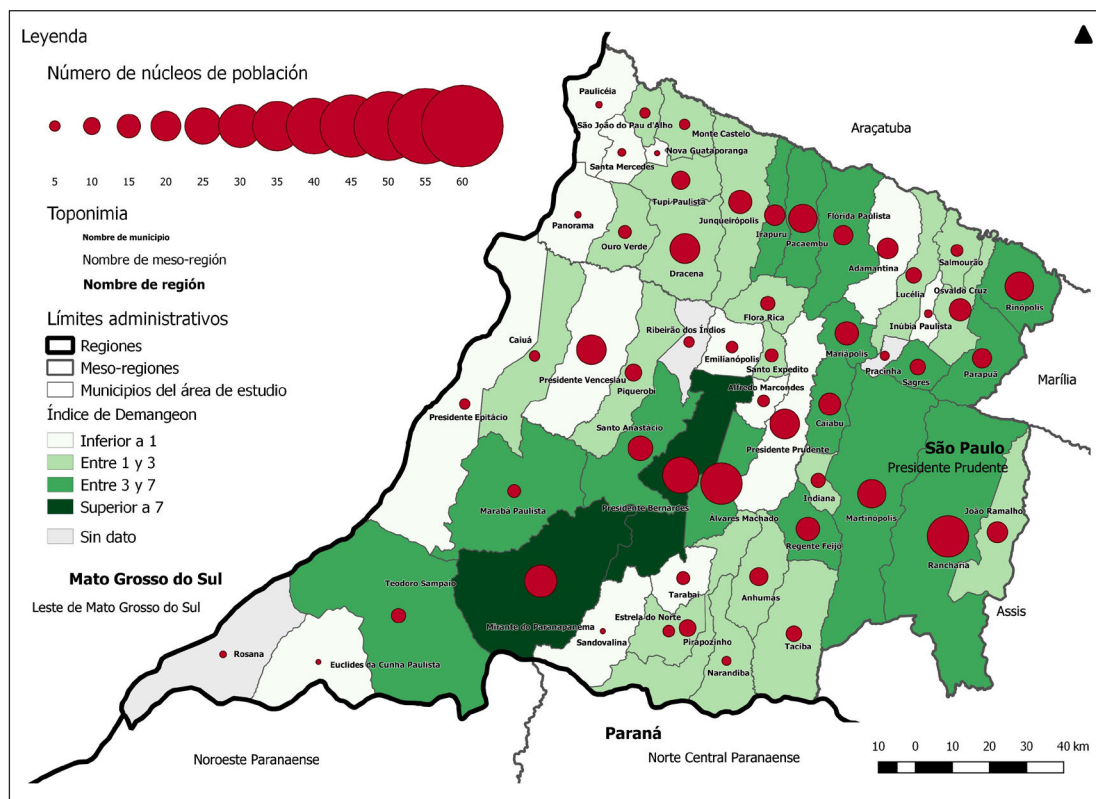 Leyenda
Número de núcleos de población
5 10 15 20 25 30 35 40 45 50 55 60
Toponimia
Nombre de municipio
Nombre de meso-región
Nombre de región
Límites administrativos
Regiones
Meso-regiones
Municipios del área de estudio
Índice de Demangeon
Inferior a 1
Entre 1 y 3
Entre 3 y 7
Superior a 7
Sin dato
Paulicéia
São João do Pau d'Alho
Monte Castelo
Nova Guataporanga
Santa Mercedes
Tupi Paulista
Panorama
Ouro Verde
Dracena
Junqueirópolis
Irapuru
Pacaembu
Flórida Paulista
Adamantina
Lucélia
Salmourão
Osvaldo Cruz
Inúbia Paulista
Rinópolis
Araçatuba
Flora Rica
Ribeirão dos Índios
Emilianópolis
Santo Expedito
Mariápolis
Pracinha
Sagres
Parapuã
Marília
Caiuá
Presidente Venceslau
Piquerobi
Alfredo Marcondes
Caiabu
Presidente Epitácio
Santo Anastácio
Presidente Prudente
São Paulo
Presidente Prudente
Marabá Paulista
Presidente Bernardes
Alvares Machado
Indiana
Martinópolis
João Ramalho
Regente Feijó
Rancharia
Mato Grosso do Sul
Leste de Mato Grosso do Sul
Teodoro Sampaio
Mirante do Paranapanema
Tarabai
Anhumas
Assis
Estrela do Norte
Sandovalina
Pirapozinho
Taciba
Narandiba
Rosana
Euclides da Cunha Paulista
Paraná
Noroeste Paranaense
Norte Central Paranaense
10 0 10 20 30 40 km